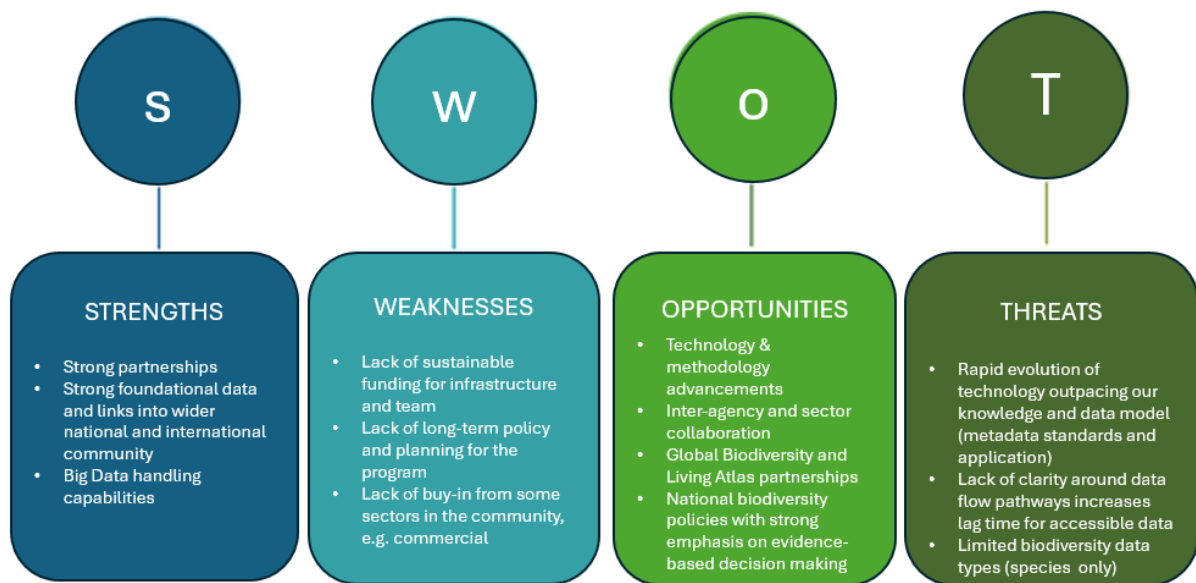 S
W
O
T
STRENGTHS
• Strong partnerships
• Strong foundational data
and links into wider
national and international
community
• Big Data handling
capabilities
WEAKNESSES
• Lack of sustainable
funding for infrastructure
and team
• Lack of long-term policy
and planning for the
program
• Lack of buy-in from some
sectors in the community,
e.g. commercial
OPPORTUNITIES
• Technology &
methodology
advancements
• Inter-agency and sector
collaboration
• Global Biodiversity and
Living Atlas partnerships
• National biodiversity
policies with strong
emphasis on evidence-
based decision making
THREATS
• Rapid evolution of
technology outpacing our
knowledge and data model
(metadata standards and
application)
• Lack of clarity around data
flow pathways increases
lag time for accessible data
• Limited biodiversity data
types (species only)